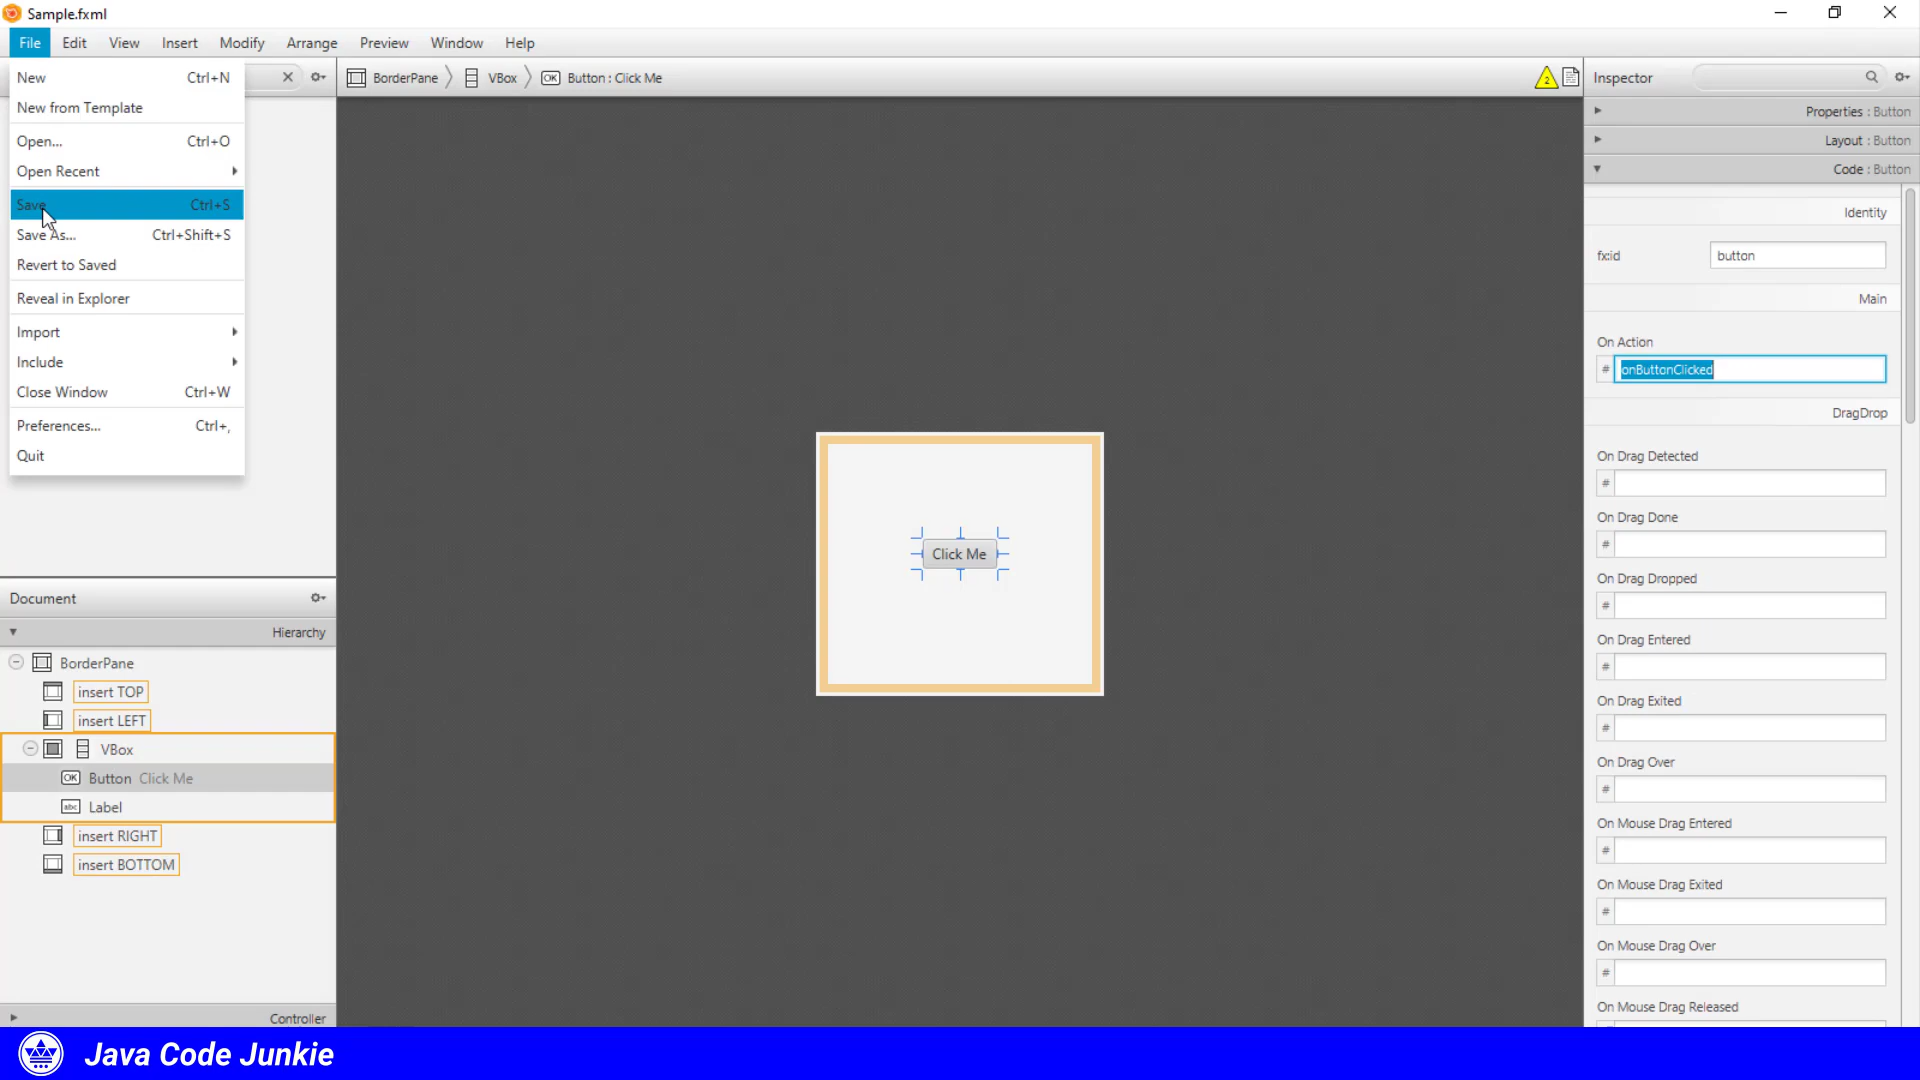 Sample.fxml
File Edit View Insert Modify Arrange Preview Window Help
New Ctrl+N
New from Template
Open... Ctrl+O
Open Recent
Save Ctrl+S
Save As... Ctrl+Shift+S
Revert to Saved
Reveal in Explorer
Import
Include
Close Window Ctrl+W
Preferences... Ctrl+,
Quit
BorderPane VBox OK Button : Click Me
2
Click Me
Document
Hierarchy
BorderPane
insert TOP
insert LEFT
VBox
OK Button Click Me
abc Label
insert RIGHT
insert BOTTOM
Controller
Inspector
Properties : Button
Layout : Button
Code : Button
Identity
fx:id button
Main
On Action
# onButtonClicked
DragDrop
On Drag Detected
#
On Drag Done
#
On Drag Dropped
#
On Drag Entered
#
On Drag Exited
#
On Drag Over
#
On Mouse Drag Entered
#
On Mouse Drag Exited
#
On Mouse Drag Over
#
On Mouse Drag Released
Java Code Junkie